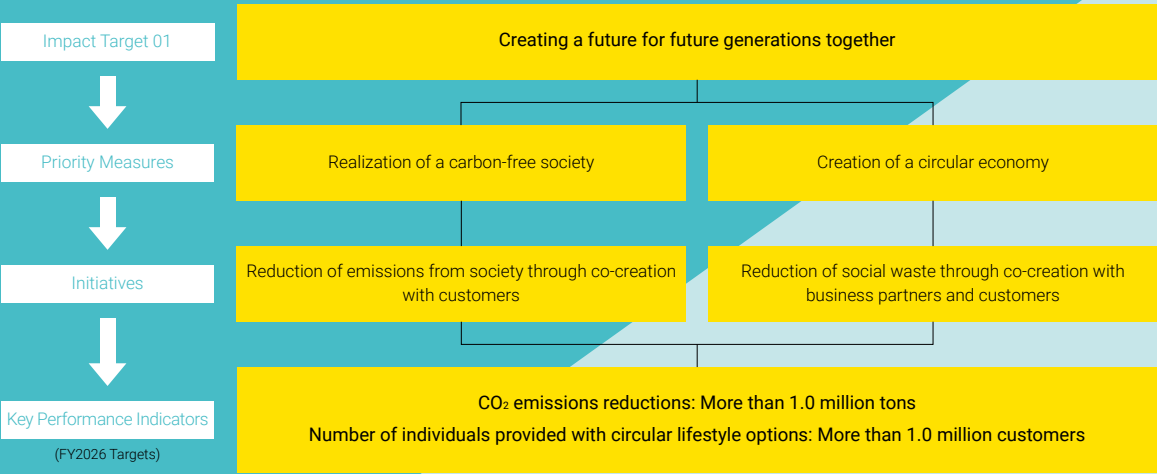 Impact Target 01
Creating a future for future generations together
Priority Measures
Realization of a carbon-free society
Creation of a circular economy
Initiatives
Reduction of emissions from society through co-creation
with customers
Reduction of social waste through co-creation with
business partners and customers
Key Performance Indicators
(FY2026 Targets)
CO₂ emissions reductions: More than 1.0 million tons
Number of individuals provided with circular lifestyle options: More than 1.0 million customers